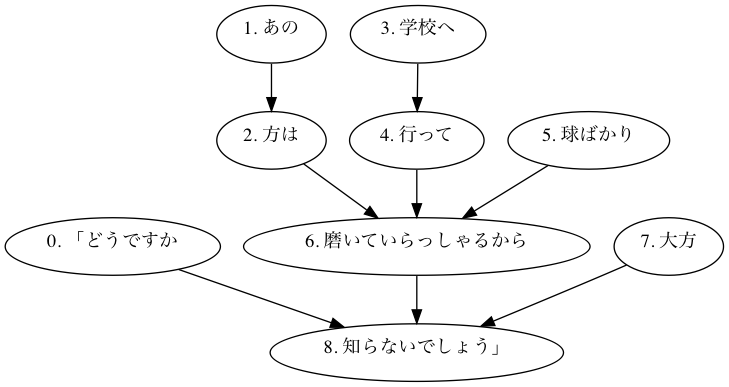 1. あの
3. 学校へ
2. 方は
4. 行って
5. 球ばかり
0. 「どうですか
6. 磨いていらっしゃるから
7. 大方
8. 知らないでしょう」